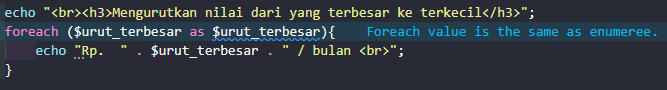 echo "<br><h3>Mengurutkan nilai dari yang terbesar ke terkecil</h3>";
foreach ($urut_terbesar as $urut_terbesar){    Foreach value is the same as enumeree.
    echo "Rp.  " . $urut_terbesar . " / bulan <br>";
}